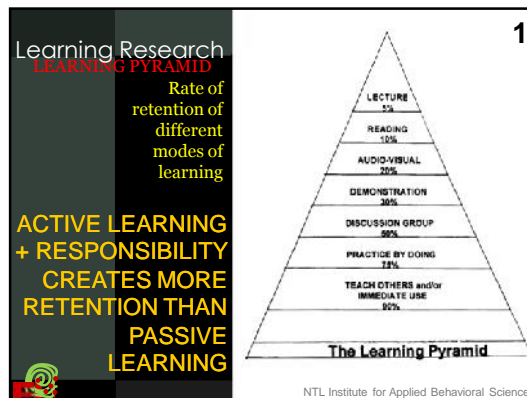 1
Learning Research
LEARNING PYRAMID
Rate of
retention of
different
modes of
learning
ACTIVE LEARNING
+ RESPONSIBILITY
CREATES MORE
RETENTION THAN
PASSIVE
LEARNING
LECTURE
5%
READING
10%
AUDIO-VISUAL
20%
DEMONSTRATION
30%
DISCUSSION GROUP
50%
PRACTICE BY DOING
75%
TEACH OTHERS and/or
IMMEDIATE USE
90%
The Learning Pyramid
NTL Institute for Applied Behavioral Science